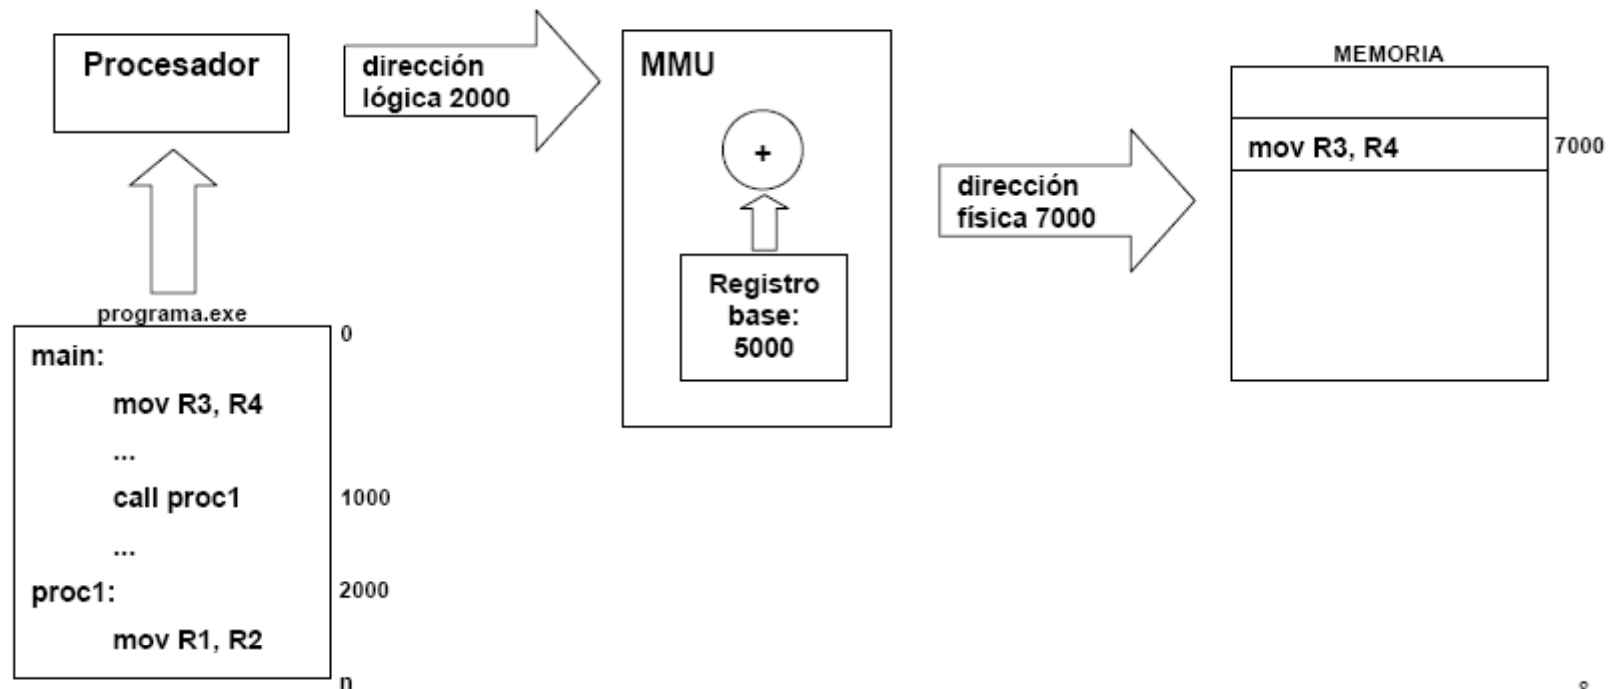 Procesador
dirección
lógica 2000
MMU
+
Registro
base:
5000
dirección
física 7000
MEMORIA
mov R3, R4
7000
programa.exe
0
main:
mov R3, R4
...
call proc1
1000
...
proc1:
2000
mov R1, R2
n